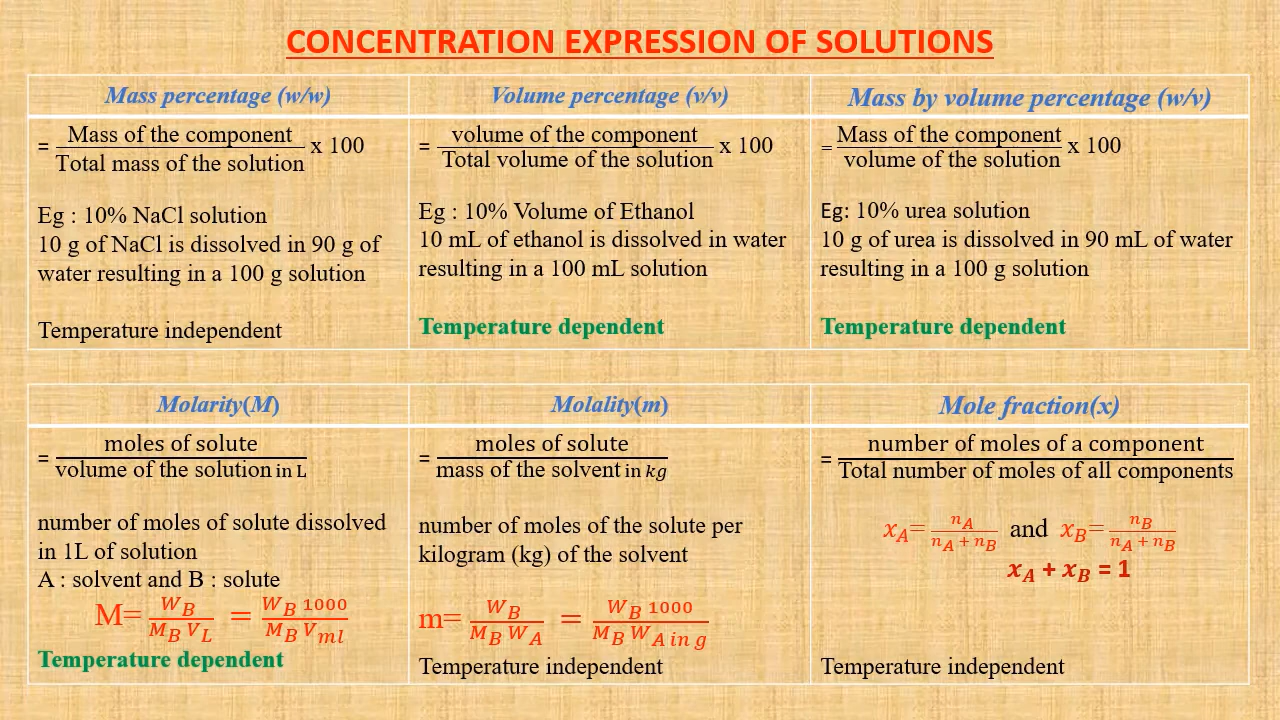 CONCENTRATION EXPRESSION OF SOLUTIONS
Mass percentage (w/w)
= Mass of the component / Total mass of the solution x 100
Eg : 10% NaCl solution
10 g of NaCl is dissolved in 90 g of
water resulting in a 100 g solution
Temperature independent
Volume percentage (v/v)
= volume of the component / Total volume of the solution x 100
Eg : 10% Volume of Ethanol
10 mL of ethanol is dissolved in water
resulting in a 100 mL solution
Temperature dependent
Mass by volume percentage (w/v)
= Mass of the component / volume of the solution x 100
Eg: 10% urea solution
10 g of urea is dissolved in 90 mL of water
resulting in a 100 g solution
Temperature dependent
Molarity(M)
= moles of solute / volume of the solution in L
number of moles of solute dissolved
in 1L of solution
A : solvent and B : solute
M= W_B / M_B V_L = W_B 1000 / M_B V_ml
Temperature dependent
Molality(m)
= moles of solute / mass of the solvent in kg
number of moles of the solute per
kilogram (kg) of the solvent
m= W_B / M_B W_A = W_B 1000 / M_B W_A in g
Temperature independent
Mole fraction(x)
= number of moles of a component / Total number of moles of all components
x_A= n_A / n_A + n_B and x_B= n_B / n_A + n_B
x_A + x_B = 1
Temperature independent